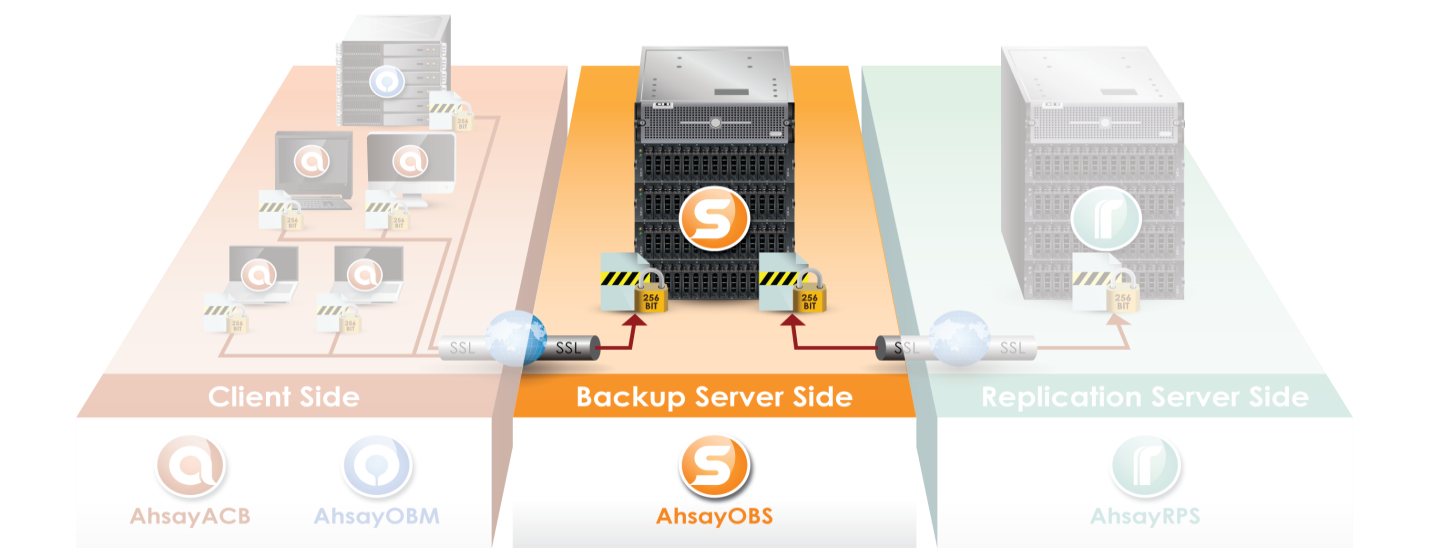 256
BIT
256
BIT
256
BIT
256
BIT
256
BIT
256
BIT
256
BIT
256
BIT
SSL
SSL
SSL
SSL
Client Side
Backup Server Side
Replication Server Side
AhsayACB
AhsayOBM
AhsayOBS
AhsayRPS